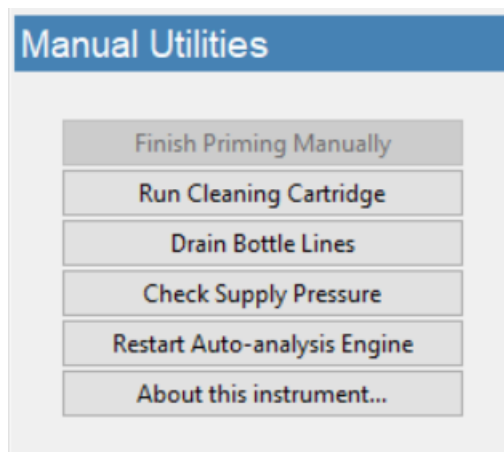 Manual Utilities
Finish Priming Manually
Run Cleaning Cartridge
Drain Bottle Lines
Check Supply Pressure
Restart Auto-analysis Engine
About this instrument...